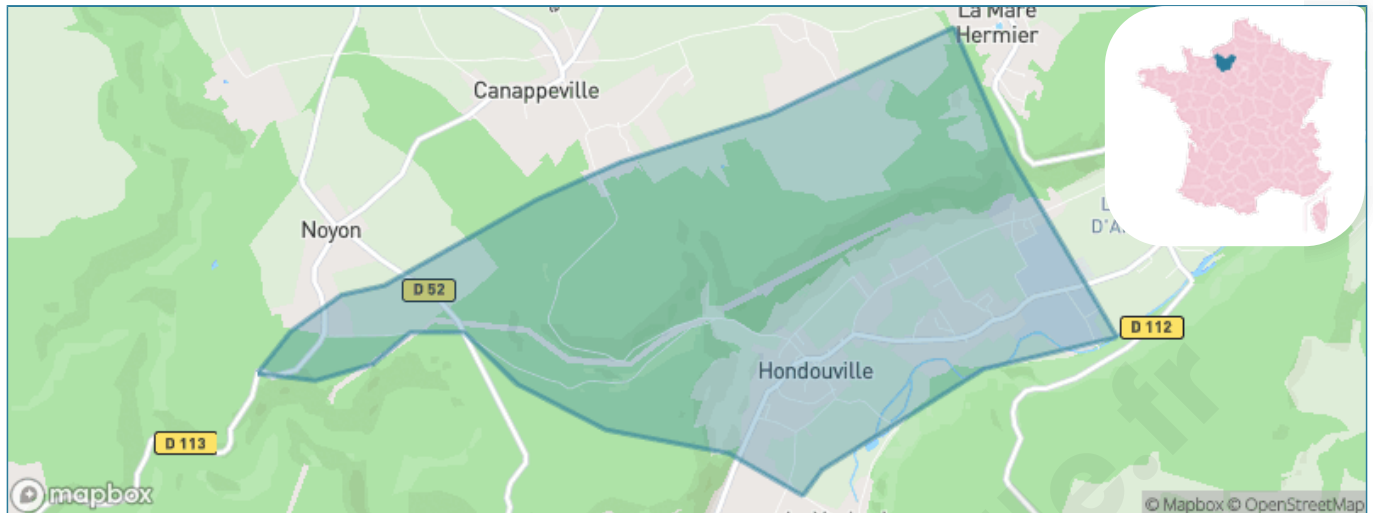 La Mare
Hermier
Canappeville
Noyon
D 52
D 112
Hondouville
D 113
mapbox
© Mapbox © OpenStreetMap